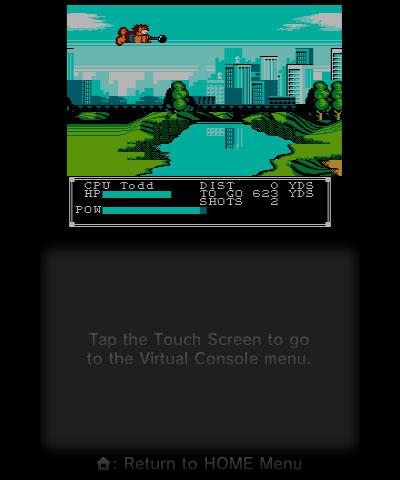 CPU Todd DIST 0 YDS
HP TO GO 623 YDS
SHOTS 2
POW
Tap the Touch Screen to go
to the Virtual Console menu.
: Return to HOME Menu